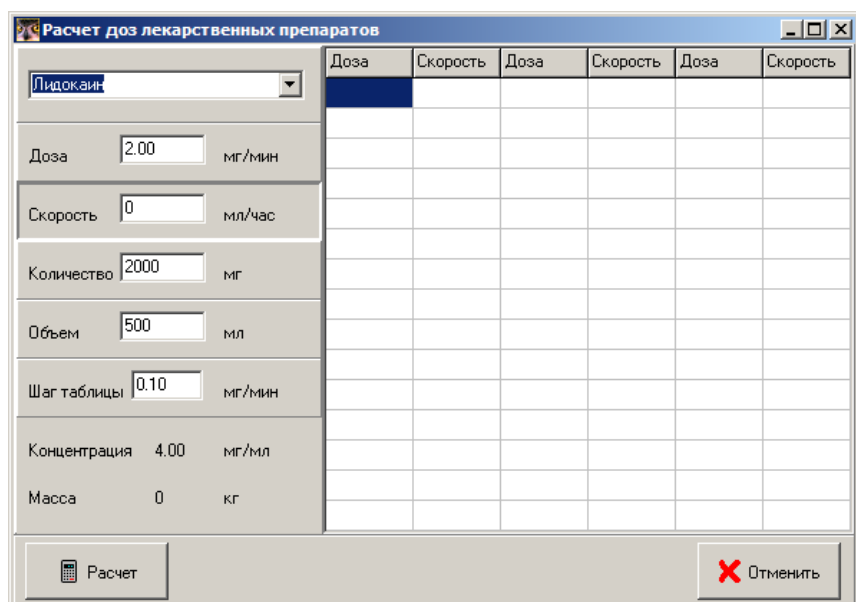 Расчет доз лекарственных препаратов
Доза Скорость Доза Скорость Доза Скорость
Лидокаин
Доза 2.00 мг/мин
Скорость 0 мл/час
Количество 2000 мг
Объем 500 мл
Шаг таблицы 0.10 мг/мин
Концентрация 4.00 мг/мл
Масса 0 кг
Расчет Отменить